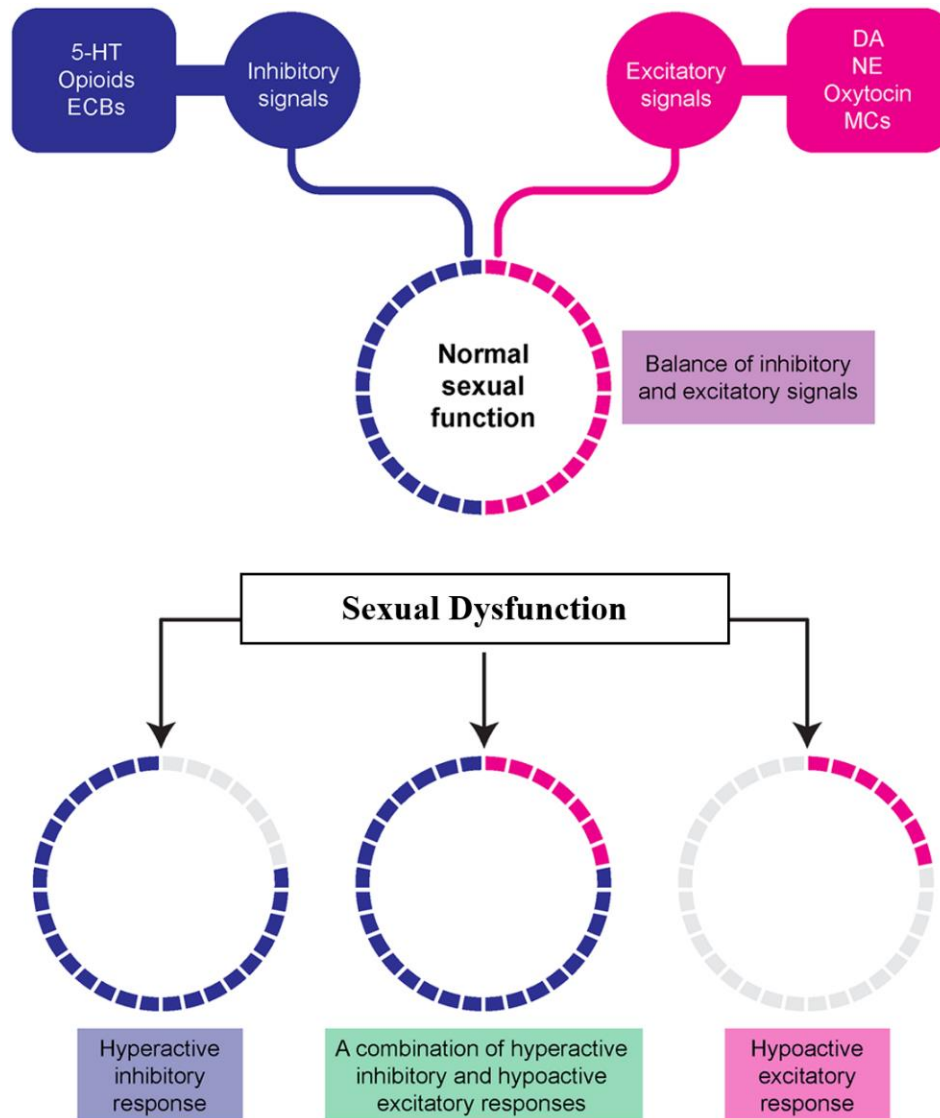 5-HT
Opioids
ECBs
Inhibitory
signals
Excitatory
signals
DA
NE
Oxytocin
MCs
Normal
sexual
function
Balance of inhibitory
and excitatory signals
Sexual Dysfunction
Hyperactive
inhibitory
response
A combination of hyperactive
inhibitory and hypoactive
excitatory responses
Hypoactive
excitatory
response